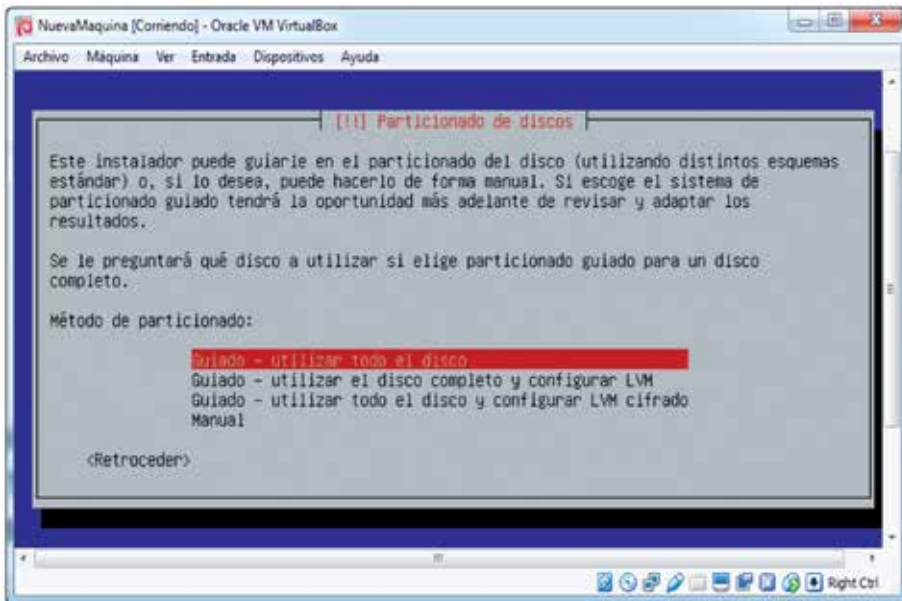 NuevaMaquina [Corriendo] - Oracle VM VirtualBox
Archivo Máquina Ver Entrada Dispositivos Ayuda
[!!] Particionado de discos
Este instalador puede guiarle en el particionado del disco (utilizando distintos esquemas
estándar) o, si lo desea, puede hacerlo de forma manual. Si escoge el sistema de
particionado guiado tendrá la oportunidad más adelante de revisar y adaptar los
resultados.
Se le preguntará qué disco a utilizar si elige particionado guiado para un disco
completo.
Método de particionado:
Guiado - utilizar todo el disco
Guiado - utilizar el disco completo y configurar LVM
Guiado - utilizar todo el disco y configurar LVM cifrado
Manual
<Retroceder>
Right Ctrl